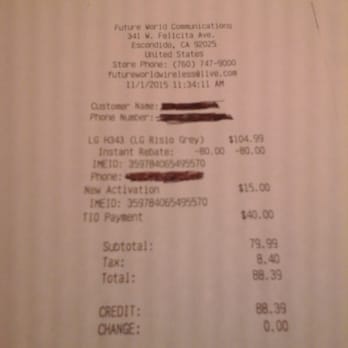 Future World Communications
341 W. Felicita Ave.
Escondido, CA 92025
United States
Store Phone: (760) 747-9000
futureworldwireless@live.com
11/1/2015 11:34:11 AM
Customer Name:
Phone Number:
LG H343 (LG Risio Grey) $104.99
Instant Rebate: -80.00 -80.00
IMEID: 359784065495570
Phone:
New Activation $15.00
IMEID: 359784065495570
TIO Payment $40.00
Subtotal: 79.99
Tax: 8.40
Total: 88.39
CREDIT: 88.39
CHANGE: 0.00